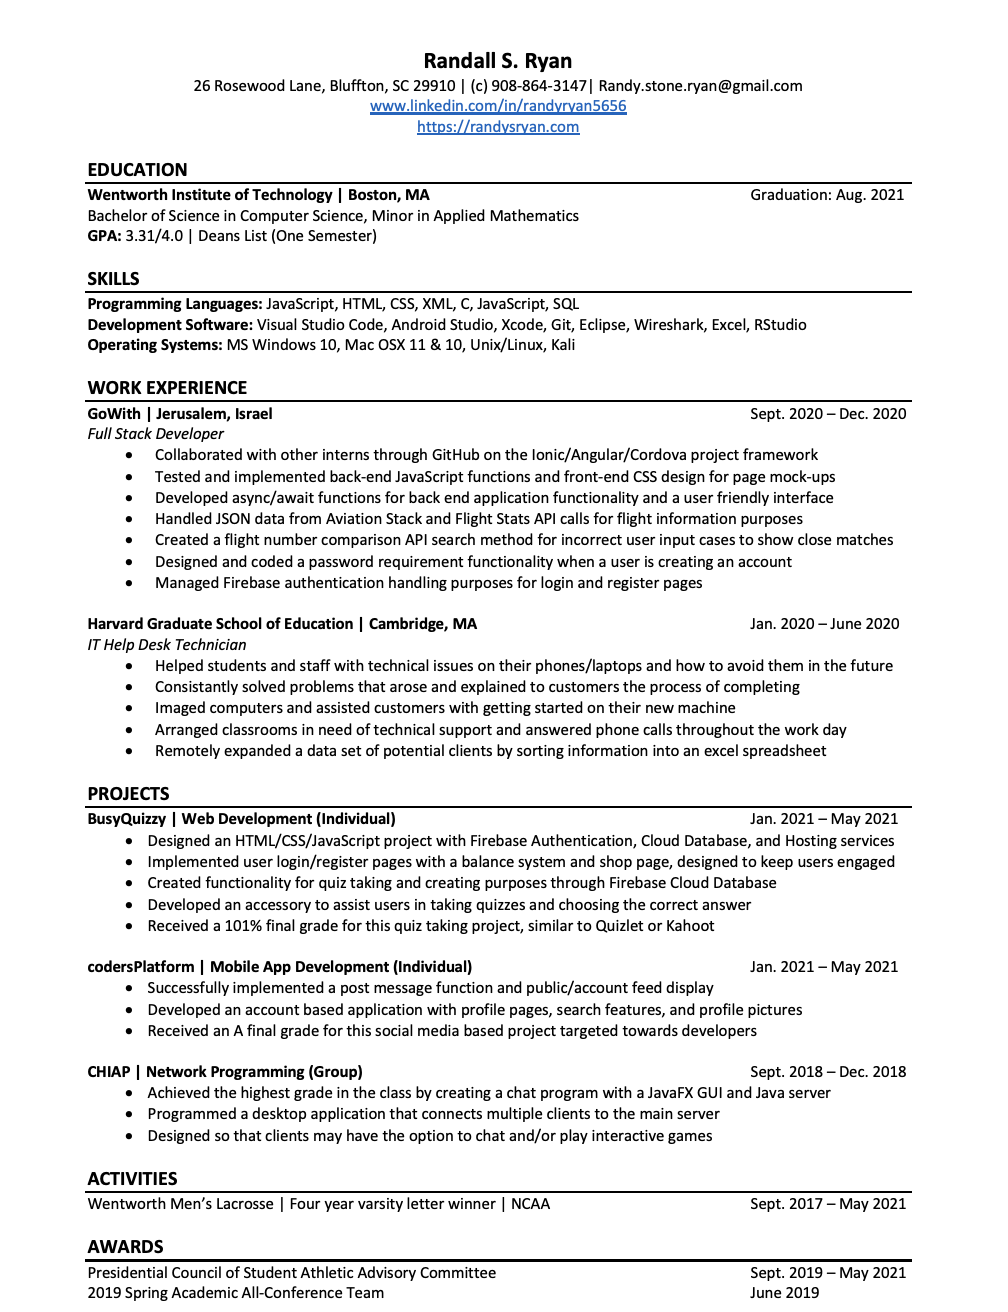 Randall S. Ryan
26 Rosewood Lane, Bluffton, SC 29910 | (c) 908-864-3147| Randy.stone.ryan@gmail.com
www.linkedin.com/in/randyryan5656
https://randysryan.com
EDUCATION
Wentworth Institute of Technology | Boston, MA Graduation: Aug. 2021
Bachelor of Science in Computer Science, Minor in Applied Mathematics
GPA: 3.31/4.0 | Deans List (One Semester)
SKILLS
Programming Languages: JavaScript, HTML, CSS, XML, C, JavaScript, SQL
Development Software: Visual Studio Code, Android Studio, Xcode, Git, Eclipse, Wireshark, Excel, RStudio
Operating Systems: MS Windows 10, Mac OSX 11 & 10, Unix/Linux, Kali
WORK EXPERIENCE
GoWith | Jerusalem, Israel Sept. 2020 – Dec. 2020
Full Stack Developer
• Collaborated with other interns through GitHub on the Ionic/Angular/Cordova project framework
• Tested and implemented back-end JavaScript functions and front-end CSS design for page mock-ups
• Developed async/await functions for back end application functionality and a user friendly interface
• Handled JSON data from Aviation Stack and Flight Stats API calls for flight information purposes
• Created a flight number comparison API search method for incorrect user input cases to show close matches
• Designed and coded a password requirement functionality when a user is creating an account
• Managed Firebase authentication handling purposes for login and register pages
Harvard Graduate School of Education | Cambridge, MA Jan. 2020 – June 2020
IT Help Desk Technician
• Helped students and staff with technical issues on their phones/laptops and how to avoid them in the future
• Consistantly solved problems that arose and explained to customers the process of completing
• Imaged computers and assisted customers with getting started on their new machine
• Arranged classrooms in need of technical support and answered phone calls throughout the work day
• Remotely expanded a data set of potential clients by sorting information into an excel spreadsheet
PROJECTS
BusyQuizzy | Web Development (Individual) Jan. 2021 – May 2021
• Designed an HTML/CSS/JavaScript project with Firebase Authentication, Cloud Database, and Hosting services
• Implemented user login/register pages with a balance system and shop page, designed to keep users engaged
• Created functionality for quiz taking and creating purposes through Firebase Cloud Database
• Developed an accessory to assist users in taking quizzes and choosing the correct answer
• Received a 101% final grade for this quiz taking project, similar to Quizlet or Kahoot
codersPlatform | Mobile App Development (Individual) Jan. 2021 – May 2021
• Successfully implemented a post message function and public/account feed display
• Developed an account based application with profile pages, search features, and profile pictures
• Received an A final grade for this social media based project targeted towards developers
CHIAP | Network Programming (Group) Sept. 2018 – Dec. 2018
• Achieved the highest grade in the class by creating a chat program with a JavaFX GUI and Java server
• Programmed a desktop application that connects multiple clients to the main server
• Designed so that clients may have the option to chat and/or play interactive games
ACTIVITIES
Wentworth Men’s Lacrosse | Four year varsity letter winner | NCAA Sept. 2017 – May 2021
AWARDS
Presidential Council of Student Athletic Advisory Committee Sept. 2019 – May 2021
2019 Spring Academic All-Conference Team June 2019